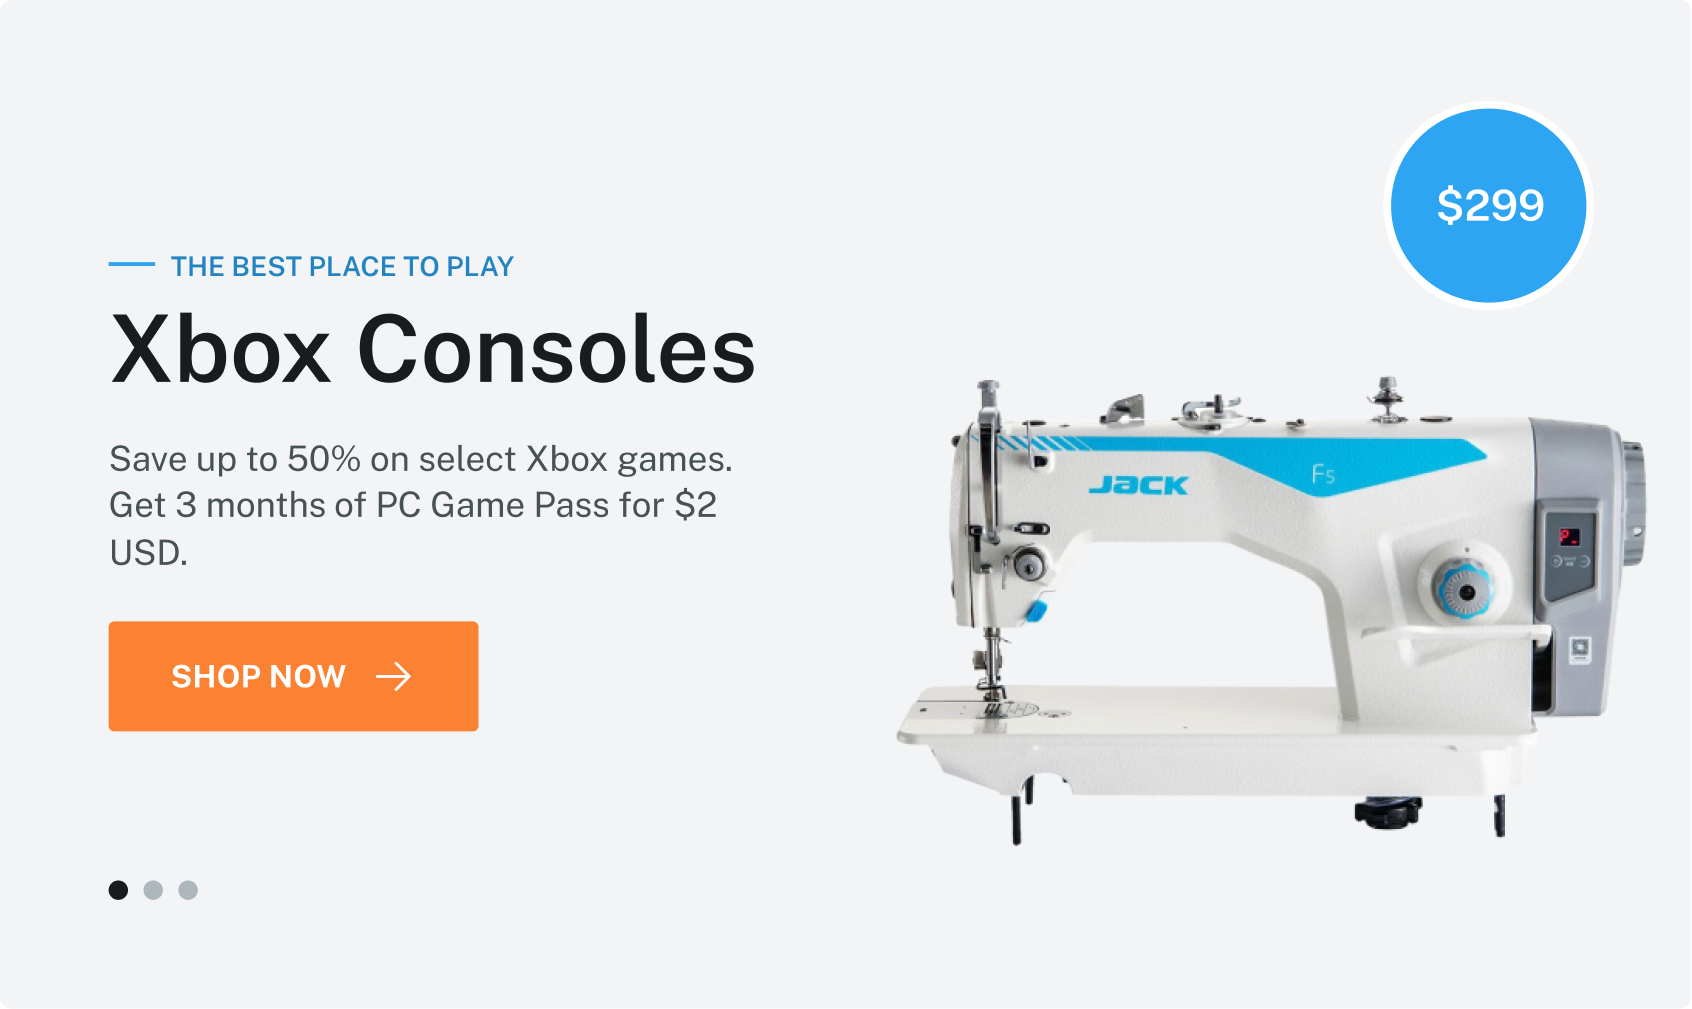 THE BEST PLACE TO PLAY
Xbox Consoles
Save up to 50% on select Xbox games.
Get 3 months of PC Game Pass for $2
USD.
SHOP NOW
$299
JACK
F5